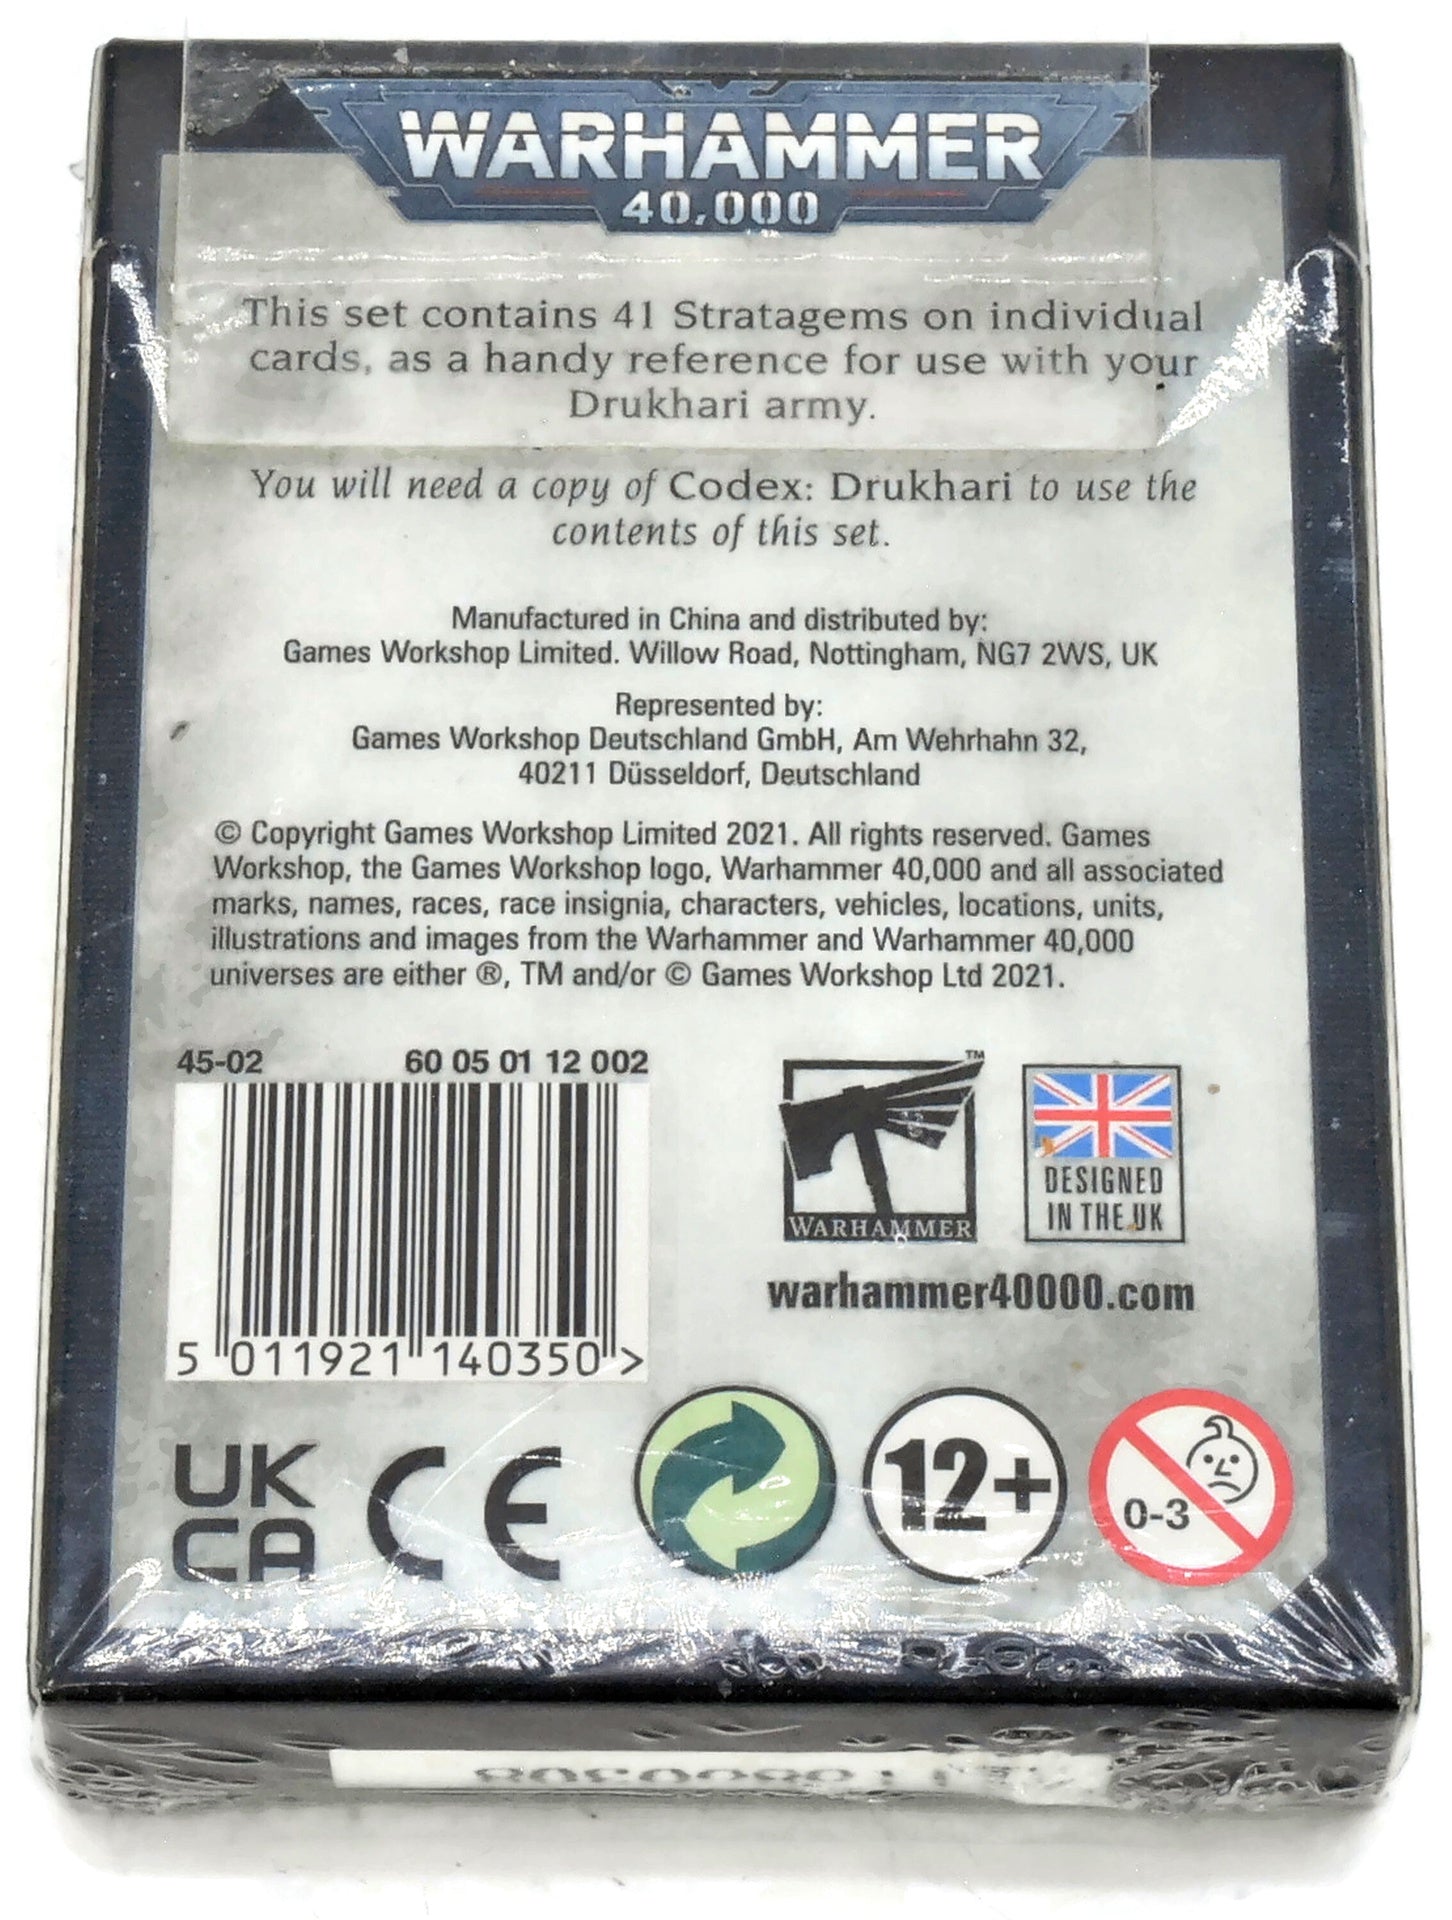 WARHAMMER
40,000
This set contains 41 Stratagems on individual
cards, as a handy reference for use with your
Drukhari army.
You will need a copy of Codex: Drukhari to use the
contents of this set.
Manufactured in China and distributed by:
Games Workshop Limited. Willow Road, Nottingham, NG7 2WS, UK
Represented by:
Games Workshop Deutschland GmbH, Am Wehrhahn 32,
40211 Düsseldorf, Deutschland
© Copyright Games Workshop Limited 2021. All rights reserved. Games
Workshop, the Games Workshop logo, Warhammer 40,000 and all associated
marks, names, races, race insignia, characters, vehicles, locations, units,
illustrations and images from the Warhammer and Warhammer 40,000
universes are either ®, TM and/or © Games Workshop Ltd 2021.
45-02 60 05 01 12 002
5 011921 140350 >
TM
WARHAMMER
DESIGNED
IN THE UK
warhammer40000.com
UK
CA
CE
12+
0-3